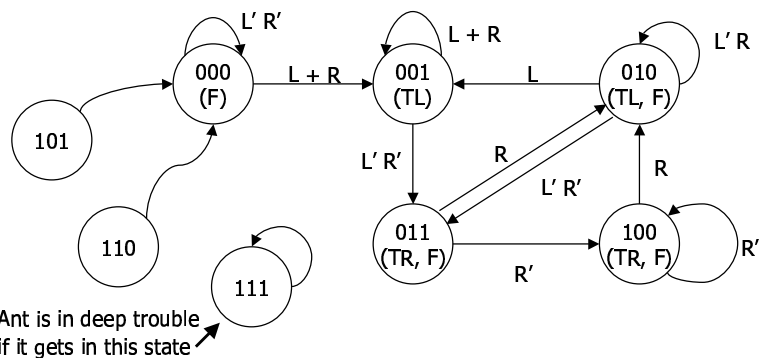 L' R'
000
(F)
L + R
001
(TL)
L + R
L
010
(TL, F)
L' R
101
L' R'
R
L' R'
R
110
011
(TR, F)
R'
100
(TR, F)
R'
111
Ant is in deep trouble
if it gets in this state